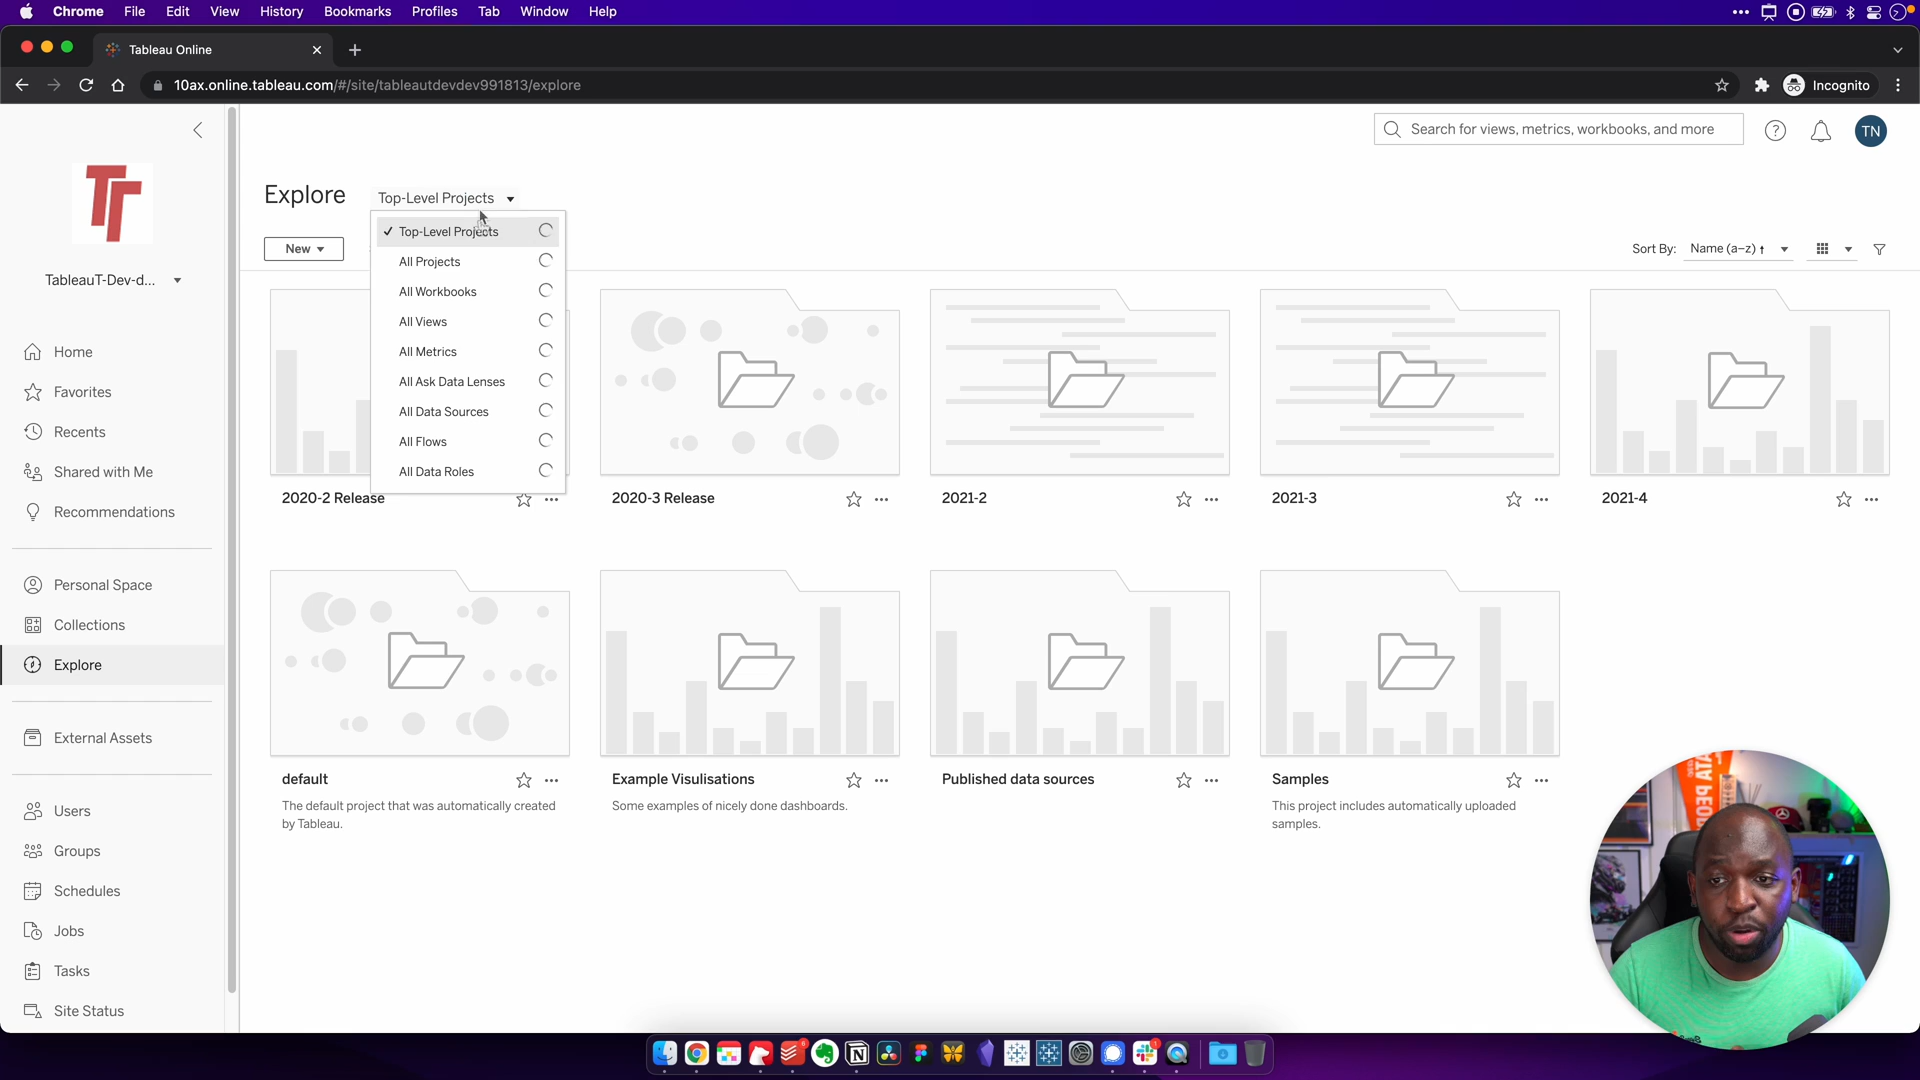 Chrome File Edit View History Bookmarks Profiles Tab Window Help
Tableau Online
10ax.online.tableau.com/#/site/tableautdevdev991813/explore
Incognito
Search for views, metrics, workbooks, and more
TN
TT
TableauT-Dev-d...
Home
Favorites
Recents
Shared with Me
Recommendations
Personal Space
Collections
Explore
External Assets
Users
Groups
Schedules
Jobs
Tasks
Site Status
Explore
Top-Level Projects
New
Top-Level Projects
All Projects
All Workbooks
All Views
All Metrics
All Ask Data Lenses
All Data Sources
All Flows
All Data Roles
Sort By: Name (a–z) ↑
2020-2 Release
2020-3 Release
2021-2
2021-3
2021-4
default
The default project that was automatically created
by Tableau.
Example Visulisations
Some examples of nicely done dashboards.
Published data sources
Samples
This project includes automatically uploaded
samples.